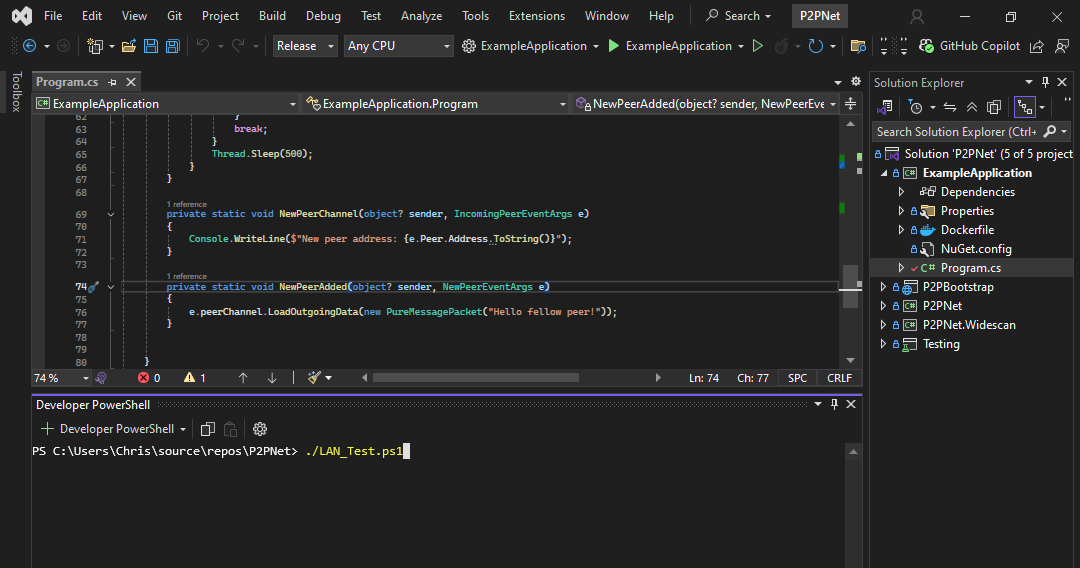 File Edit View Git Project Build Debug Test Analyze Tools Extensions Window Help Search P2PNet
Release Any CPU ExampleApplication ExampleApplication GitHub Copilot
Toolbox
Program.cs
ExampleApplication ExampleApplication.Program NewPeerAdded(object? sender, NewPeerEve
62 }
63 break;
64 }
65 Thread.Sleep(500);
66 }
67 }
68
1 reference
69 private static void NewPeerChannel(object? sender, IncomingPeerEventArgs e)
70 {
71 Console.WriteLine($"New peer address: {e.Peer.Address.ToString()}");
72 }
73
1 reference
74 private static void NewPeerAdded(object? sender, NewPeerEventArgs e)
75 {
76 e.peerChannel.LoadOutgoingData(new PureMessagePacket("Hello fellow peer!"));
77 }
78
79
80 }
74 % 0 1 Ln: 74 Ch: 77 SPC CRLF
Developer PowerShell
Developer PowerShell
PS C:\Users\Chris\source\repos\P2PNet> ./LAN_Test.ps1
Solution Explorer
Search Solution Explorer (Ctrl+
Solution 'P2PNet' (5 of 5 project
C# ExampleApplication
Dependencies
Properties
Dockerfile
NuGet.config
C# Program.cs
P2PBootstrap
C# P2PNet
C# P2PNet.Widescan
Testing